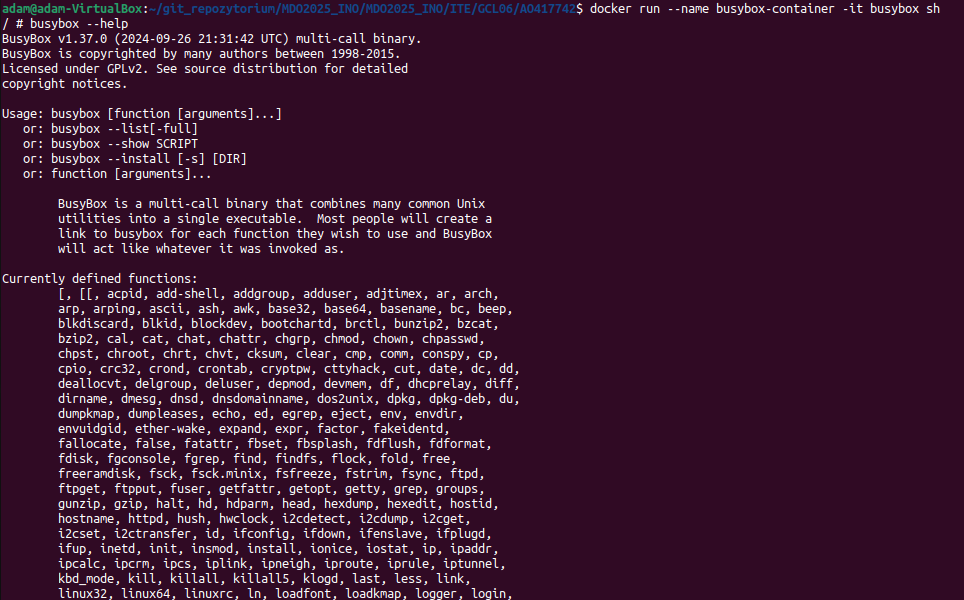 adam@adam-VirtualBox:~/git_repozytorium/MDO2025_INO/MDO2025_INO/ITE/GCL06/AO417742$ docker run --name busybox-container -it busybox sh
/ # busybox --help
BusyBox v1.37.0 (2024-09-26 21:31:42 UTC) multi-call binary.
BusyBox is copyrighted by many authors between 1998-2015.
Licensed under GPLv2. See source distribution for detailed
copyright notices.

Usage: busybox [function [arguments]...]
   or: busybox --list[-full]
   or: busybox --show SCRIPT
   or: busybox --install [-s] [DIR]
   or: function [arguments]...

        BusyBox is a multi-call binary that combines many common Unix
        utilities into a single executable.  Most people will create a
        link to busybox for each function they wish to use and BusyBox
        will act like whatever it was invoked as.

Currently defined functions:
        [, [[, acpid, add-shell, addgroup, adduser, adjtimex, ar, arch,
        arp, arping, ascii, ash, awk, base32, base64, basename, bc, beep,
        blkdiscard, blkid, blockdev, bootchartd, brctl, bunzip2, bzcat,
        bzip2, cal, cat, chat, chattr, chgrp, chmod, chown, chpasswd,
        chpst, chroot, chrt, chvt, cksum, clear, cmp, comm, conspy, cp,
        cpio, crc32, crond, crontab, cryptpw, cttyhack, cut, date, dc, dd,
        deallocvt, delgroup, deluser, depmod, devmem, df, dhcprelay, diff,
        dirname, dmesg, dnsd, dnsdomainname, dos2unix, dpkg, dpkg-deb, du,
        dumpkmap, dumpleases, echo, ed, egrep, eject, env, envdir,
        envuidgid, ether-wake, expand, expr, factor, fakeidentd,
        fallocate, false, fatattr, fbset, fbsplash, fdflush, fdformat,
        fdisk, fgconsole, fgrep, find, findfs, flock, fold, free,
        freeramdisk, fsck, fsck.minix, fsfreeze, fstrim, fsync, ftpd,
        ftpget, ftpput, fuser, getfattr, getopt, getty, grep, groups,
        gunzip, gzip, halt, hd, hdparm, head, hexdump, hexedit, hostid,
        hostname, httpd, hush, hwclock, i2cdetect, i2cdump, i2cget,
        i2cset, i2ctransfer, id, ifconfig, ifdown, ifenslave, ifplugd,
        ifup, inetd, init, insmod, install, ionice, iostat, ip, ipaddr,
        ipcalc, ipcrm, ipcs, iplink, ipneigh, iproute, iprule, iptunnel,
        kbd_mode, kill, killall, killall5, klogd, last, less, link,
        linux32, linux64, linuxrc, ln, loadfont, loadkmap, logger, login,